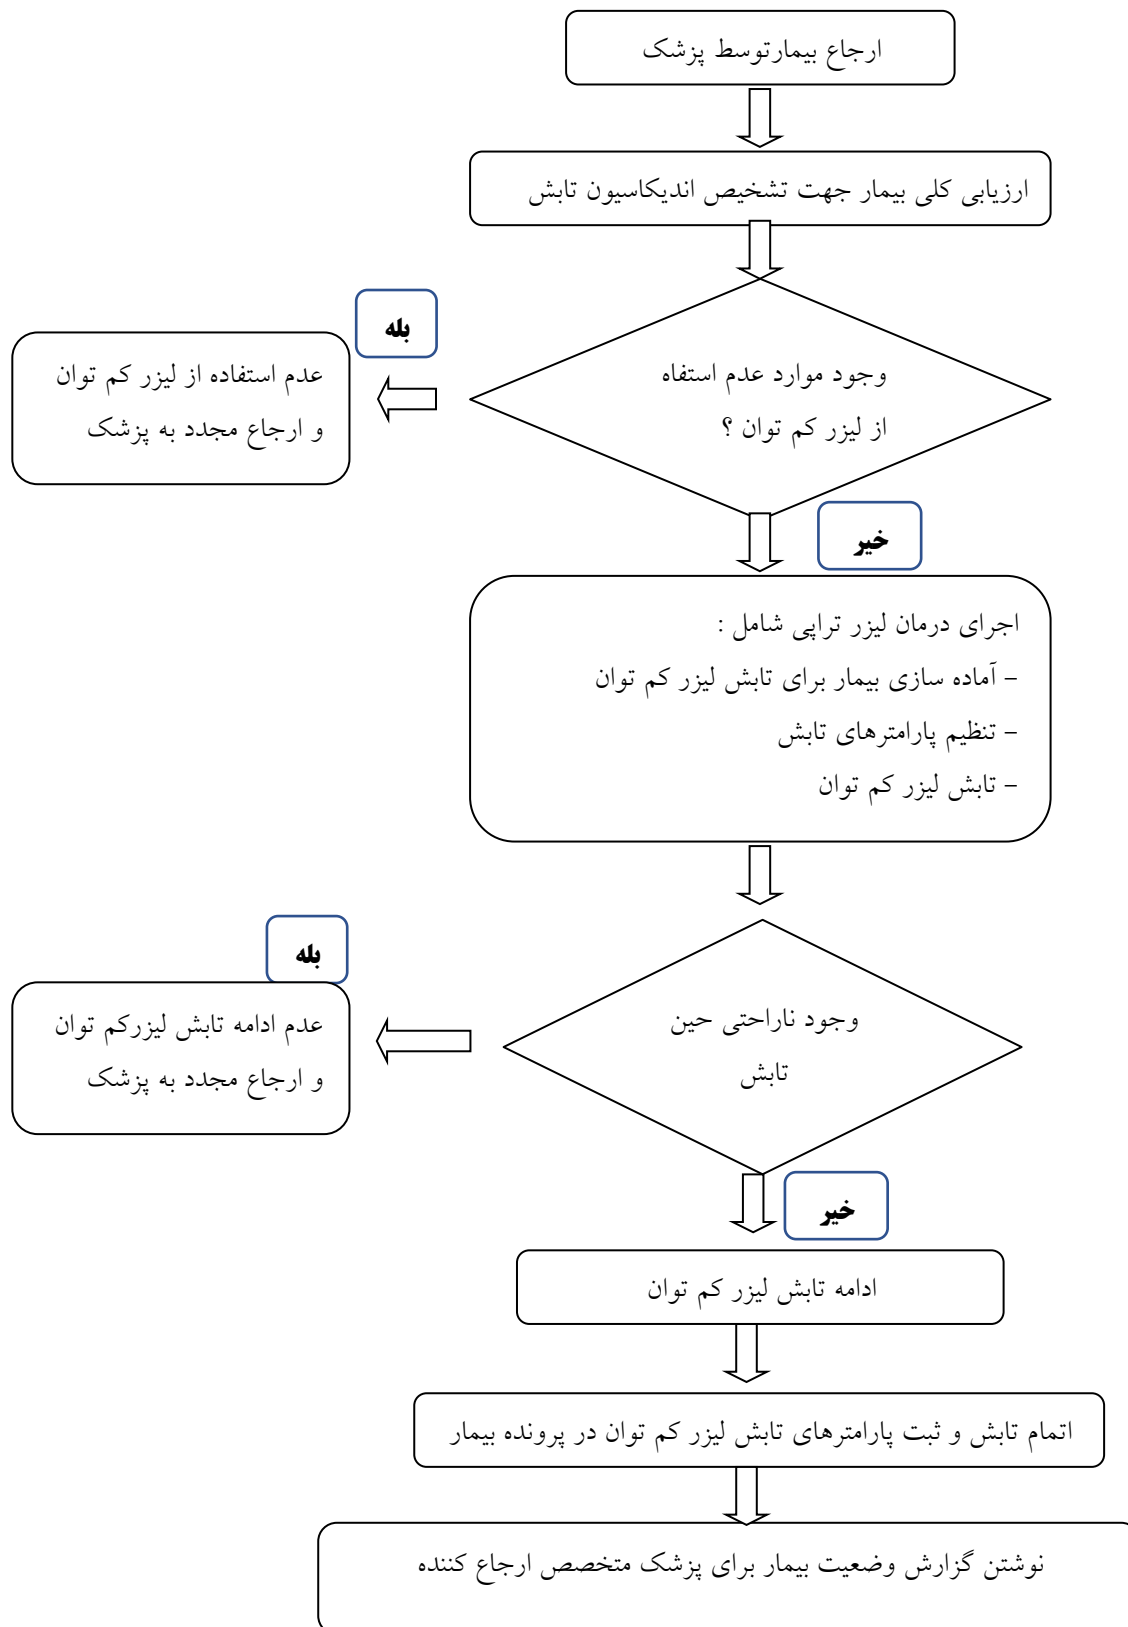 ارجاع بیمارتوسط پزشک
ارزیابی کلی بیمار جهت تشخیص اندیکاسیون تابش
وجود موارد عدم استفاه
از لیزر کم توان ؟
بله
عدم استفاده از لیزر کم توان
و ارجاع مجدد به پزشک
خیر
اجرای درمان لیزر تراپی شامل :
– آماده سازی بیمار برای تابش لیزر کم توان
– تنظیم پارامترهای تابش
– تابش لیزر کم توان
وجود ناراحتی حین
تابش
بله
عدم ادامه تابش لیزرکم توان
و ارجاع مجدد به پزشک
خیر
ادامه تابش لیزر کم توان
اتمام تابش و ثبت پارامترهای تابش لیزر کم توان در پرونده بیمار
نوشتن گزارش وضعیت بیمار برای پزشک متخصص ارجاع کننده